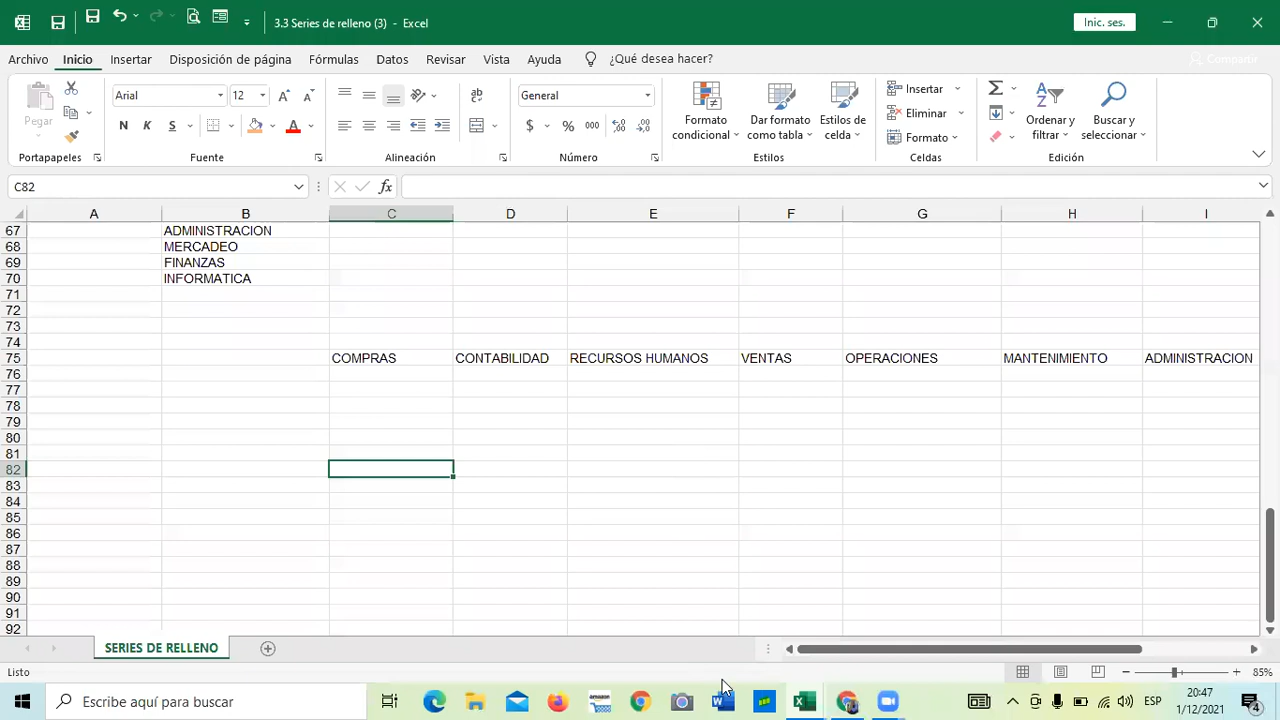 3.3 Series de relleno (3) - Excel
Inic. ses.
Archivo Inicio Insertar Disposición de página Fórmulas Datos Revisar Vista Ayuda ¿Qué desea hacer? Compartir
Pegar
Arial 12
General
Formato condicional
Dar formato como tabla
Estilos de celda
Insertar
Eliminar
Formato
Ordenar y filtrar
Buscar y seleccionar
N K S
$ % 000
Portapapeles Fuente Alineación Número Estilos Celdas Edición
C82 fx
A B C D E F G H I
67 ADMINISTRACION
68 MERCADEO
69 FINANZAS
70 INFORMATICA
71
72
73
74
75 COMPRAS CONTABILIDAD RECURSOS HUMANOS VENTAS OPERACIONES MANTENIMIENTO ADMINISTRACION
76
77
78
79
80
81
82
83
84
85
86
87
88
89
90
91
92
SERIES DE RELLENO
Listo 85%
Escribe aquí para buscar
20:47
1/12/2021
4